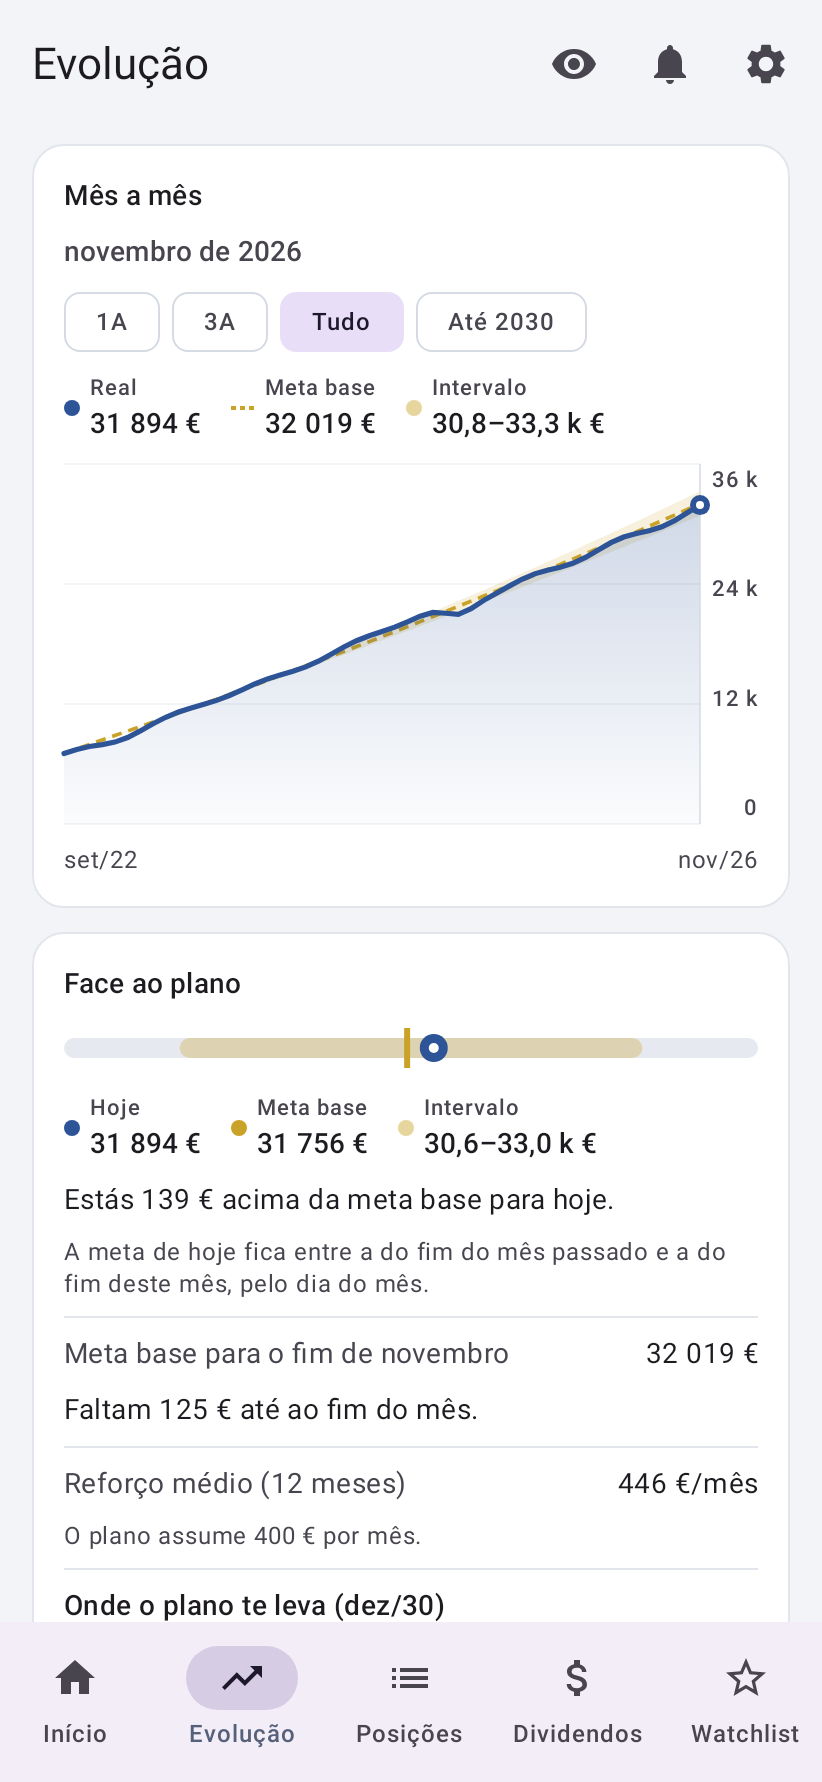 Evolução
Mês a mês
novembro de 2026
1A
3A
Tudo
Até 2030
Real
31 894 €
Meta base
32 019 €
Intervalo
30,8–33,3 k €
36 k
24 k
12 k
0
set/22
nov/26
Face ao plano
Hoje
31 894 €
Meta base
31 756 €
Intervalo
30,6–33,0 k €
Estás 139 € acima da meta base para hoje.
A meta de hoje fica entre a do fim do mês passado e a do
fim deste mês, pelo dia do mês.
Meta base para o fim de novembro
32 019 €
Faltam 125 € até ao fim do mês.
Reforço médio (12 meses)
446 €/mês
O plano assume 400 € por mês.
Onde o plano te leva (dez/30)
Início
Evolução
Posições
Dividendos
Watchlist